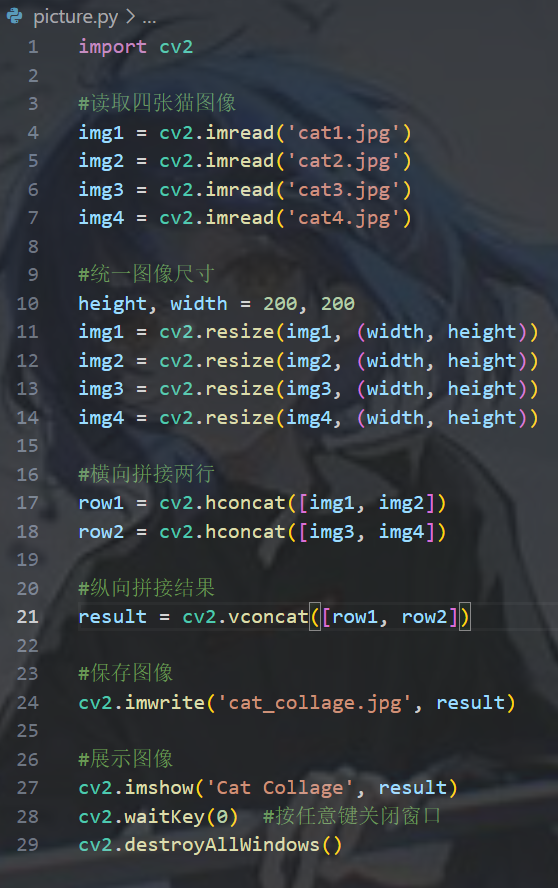 picture.py > ...
1 import cv2
2
3 #读取四张猫图像
4 img1 = cv2.imread('cat1.jpg')
5 img2 = cv2.imread('cat2.jpg')
6 img3 = cv2.imread('cat3.jpg')
7 img4 = cv2.imread('cat4.jpg')
8
9 #统一图像尺寸
10 height, width = 200, 200
11 img1 = cv2.resize(img1, (width, height))
12 img2 = cv2.resize(img2, (width, height))
13 img3 = cv2.resize(img3, (width, height))
14 img4 = cv2.resize(img4, (width, height))
15
16 #横向拼接两行
17 row1 = cv2.hconcat([img1, img2])
18 row2 = cv2.hconcat([img3, img4])
19
20 #纵向拼接结果
21 result = cv2.vconcat([row1, row2])
22
23 #保存图像
24 cv2.imwrite('cat_collage.jpg', result)
25
26 #展示图像
27 cv2.imshow('Cat Collage', result)
28 cv2.waitKey(0)  #按任意键关闭窗口
29 cv2.destroyAllWindows()